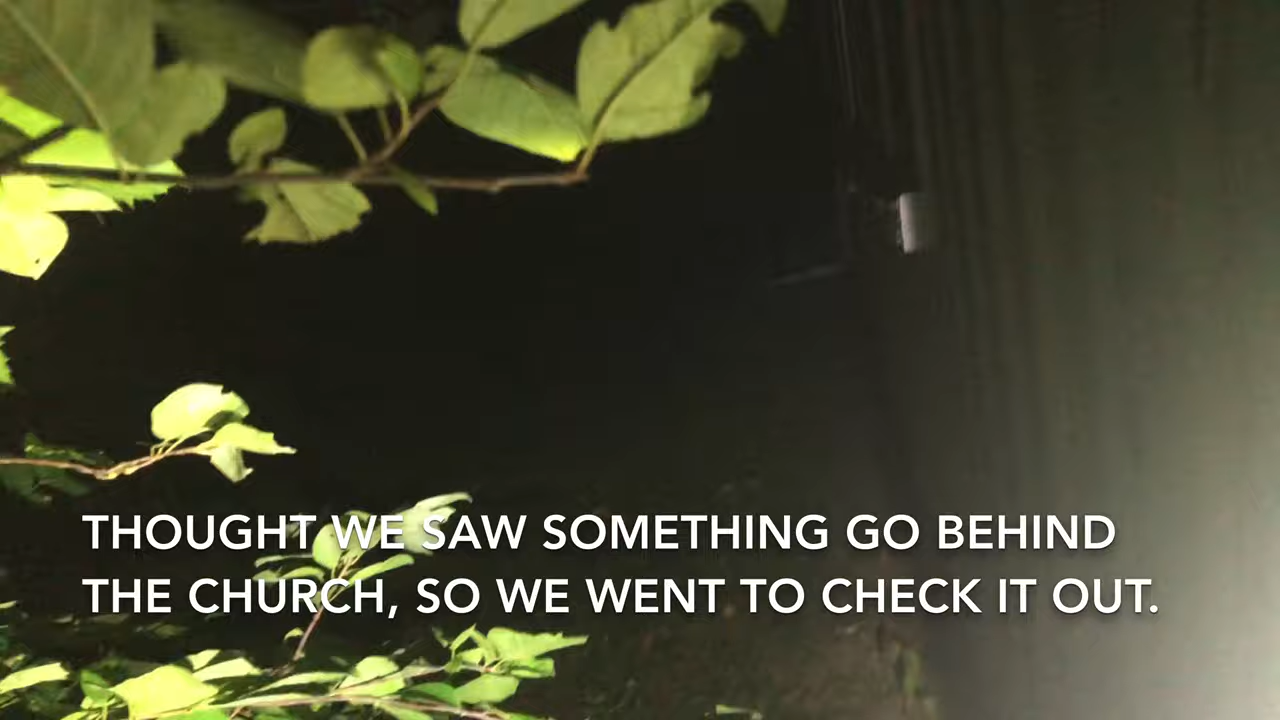 THOUGHT WE SAW SOMETHING GO BEHIND
THE CHURCH, SO WE WENT TO CHECK IT OUT.